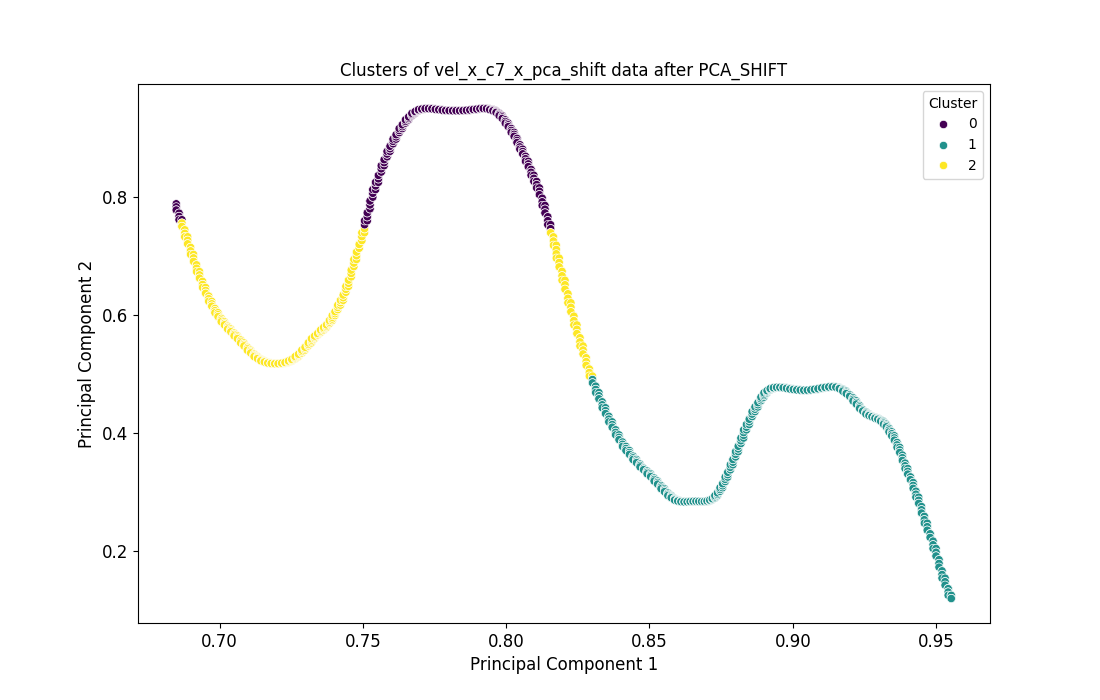 Clusters of vel_x_c7_x_pca_shift data after PCA_SHIFT
Cluster
0
1
2
Principal Component 2
0.8
0.6
0.4
0.2
0.70 0.75 0.80 0.85 0.90 0.95
Principal Component 1